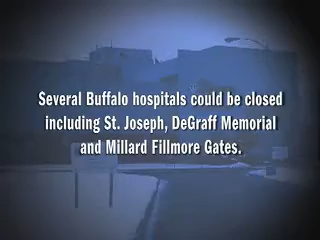 Several Buffalo hospitals could be closed
including St. Joseph, DeGraff Memorial
and Millard Fillmore Gates.